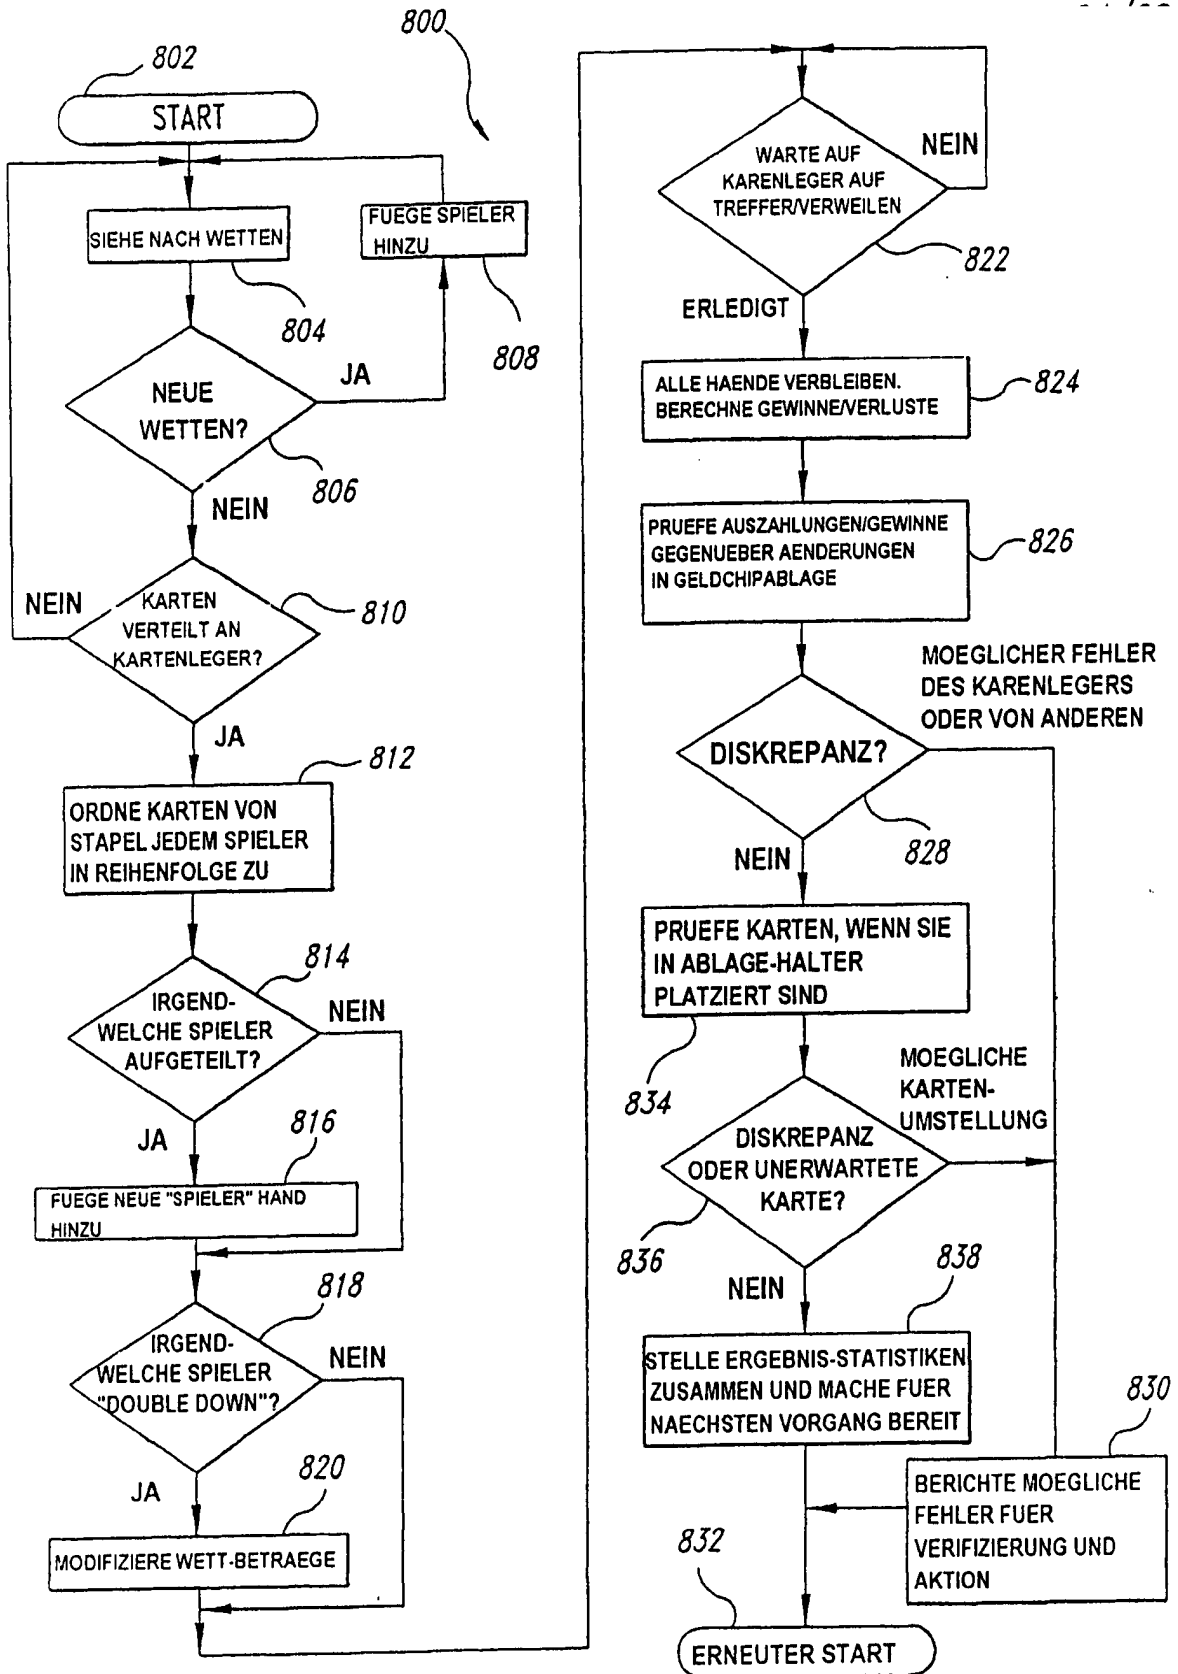 800
802
START
SIEHE NACH WETTEN
804
FUEGE SPIELER
HINZU
808
NEUE
WETTEN?
JA
806
NEIN
NEIN
KARTEN
VERTEILT AN
KARTENLEGER?
810
JA
812
ORDNE KARTEN VON
STAPEL JEDEM SPIELER
IN REIHENFOLGE ZU
814
IRGEND-
WELCHE SPIELER
AUFGETEILT?
NEIN
JA
816
FUEGE NEUE "SPIELER" HAND
HINZU
818
IRGEND-
WELCHE SPIELER
"DOUBLE DOWN"?
NEIN
JA
820
MODIFIZIERE WETT-BETRAEGE
WARTE AUF
KARENLEGER AUF
TREFFER/VERWEILEN
NEIN
822
ERLEDIGT
ALLE HAENDE VERBLEIBEN.
BERECHNE GEWINNE/VERLUSTE
824
PRUEFE AUSZAHLUNGEN/GEWINNE
GEGENUEBER AENDERUNGEN
IN GELDCHIPABLAGE
826
MOEGLICHER FEHLER
DES KARENLEGERS
ODER VON ANDEREN
DISKREPANZ?
828
NEIN
PRUEFE KARTEN, WENN SIE
IN ABLAGE-HALTER
PLATZIERT SIND
834
MOEGLICHE
KARTEN-
UMSTELLUNG
DISKREPANZ
ODER UNERWARTETE
KARTE?
836
NEIN
838
STELLE ERGEBNIS-STATISTIKEN
ZUSAMMEN UND MACHE FUER
NAECHSTEN VORGANG BEREIT
830
BERICHTE MOEGLICHE
FEHLER FUER
VERIFIZIERUNG UND
AKTION
832
ERNEUTER START